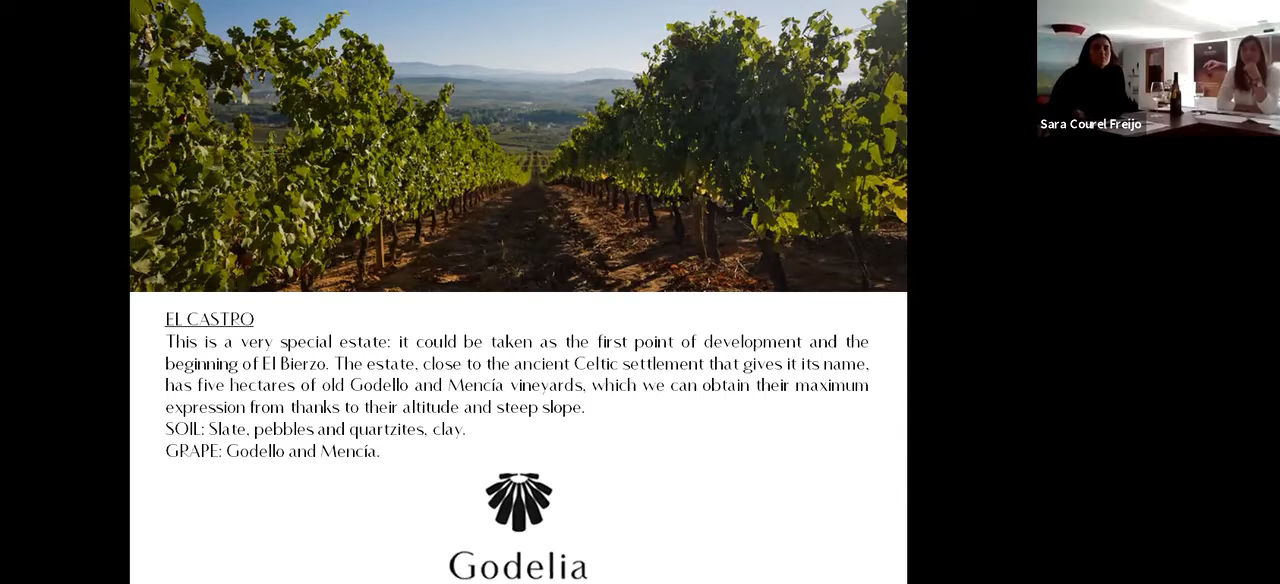 Sara Courel Freijo
EL CASTRO
This is a very special estate: it could be taken as the first point of development and the
beginning of El Bierzo. The estate, close to the ancient Celtic settlement that gives it its name,
has five hectares of old Godello and Mencía vineyards, which we can obtain their maximum
expression from thanks to their altitude and steep slope.
SOIL: Slate, pebbles and quartzites, clay.
GRAPE: Godello and Mencía.
Godelia